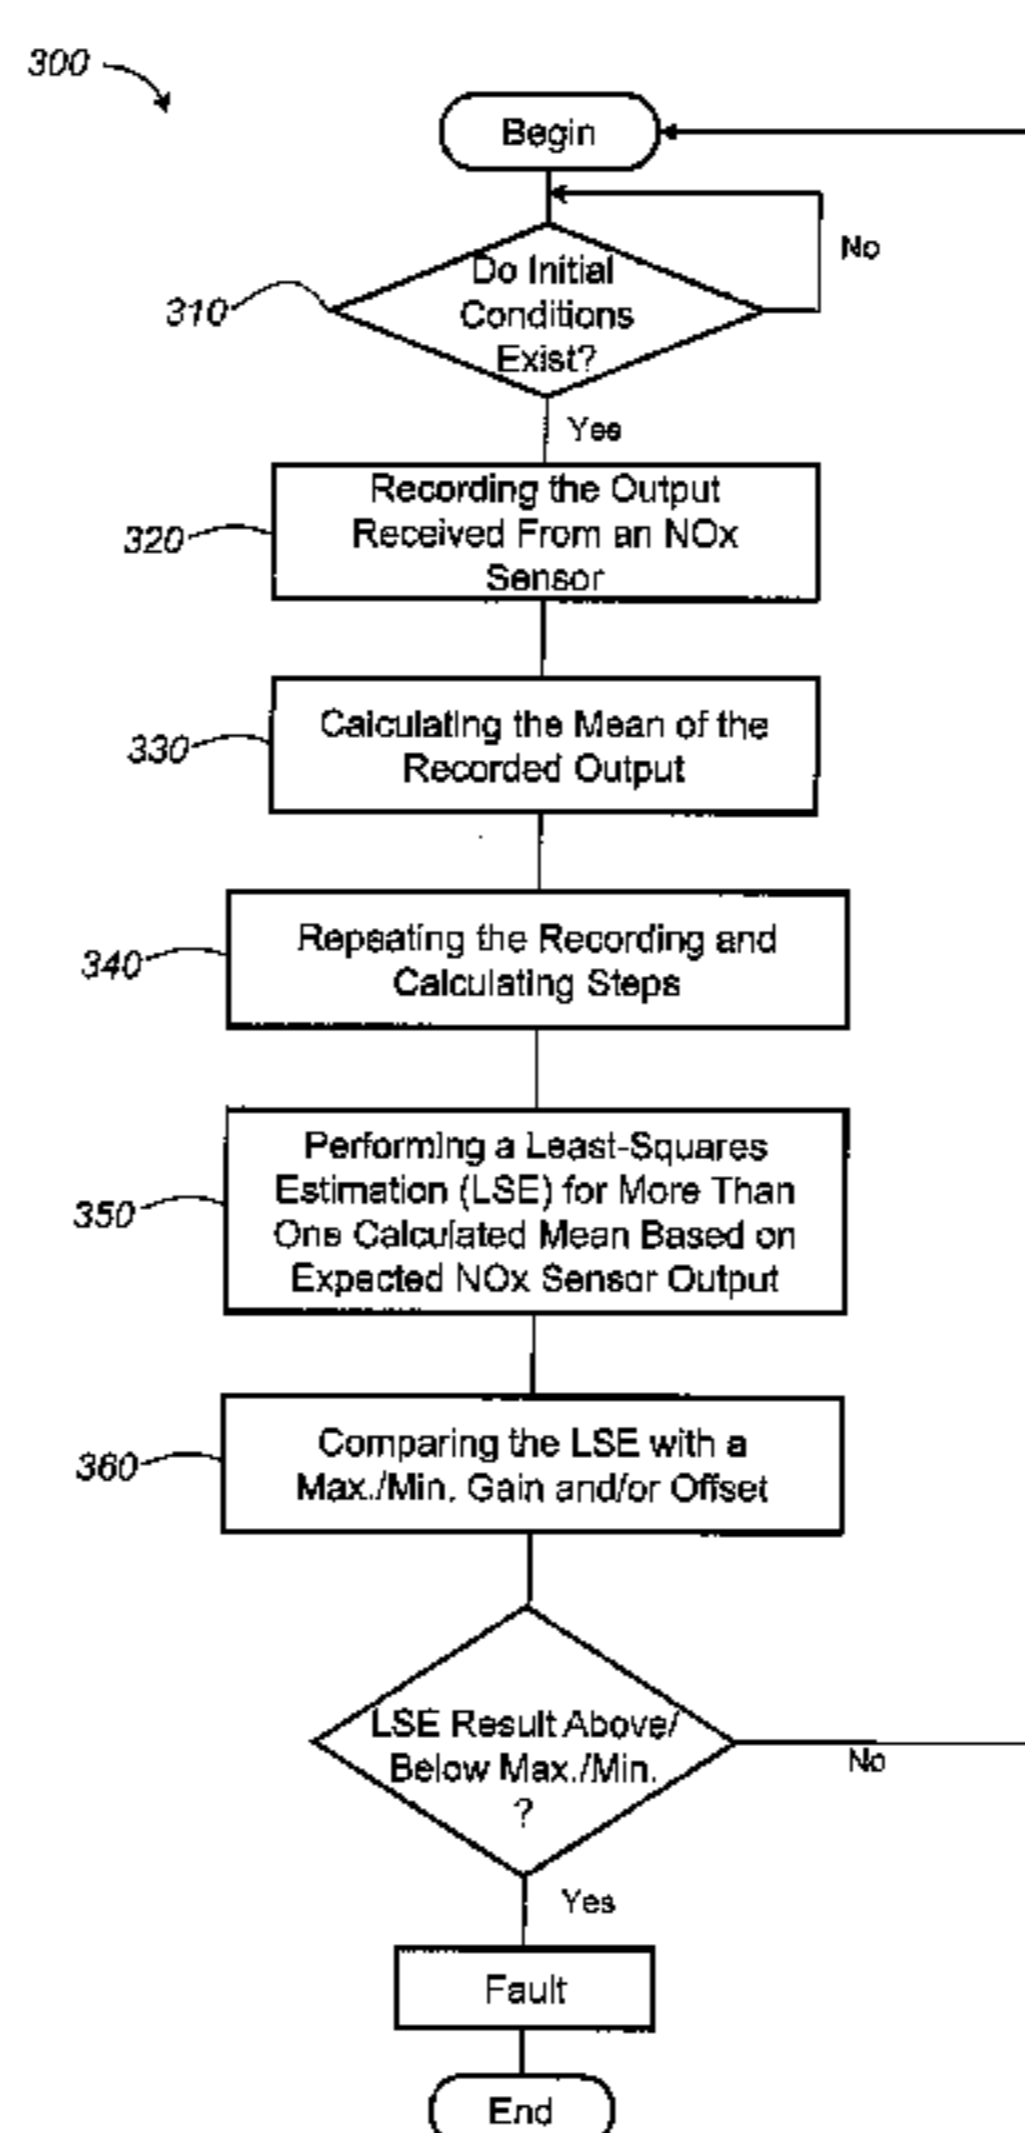 300
Begin
No
310
Do Initial
Conditions
Exist?
Yes
320
Recording the Output
Received From an NOx
Sensor
330
Calculating the Mean of the
Recorded Output
340
Repeating the Recording and
Calculating Steps
350
Performing a Least-Squares
Estimation (LSE) for More Than
One Calculated Mean Based on
Expected NOx Sensor Output
360
Comparing the LSE with a
Max./Min. Gain and/or Offset
LSE Result Above/
Below Max./Min.
?
No
Yes
Fault
End